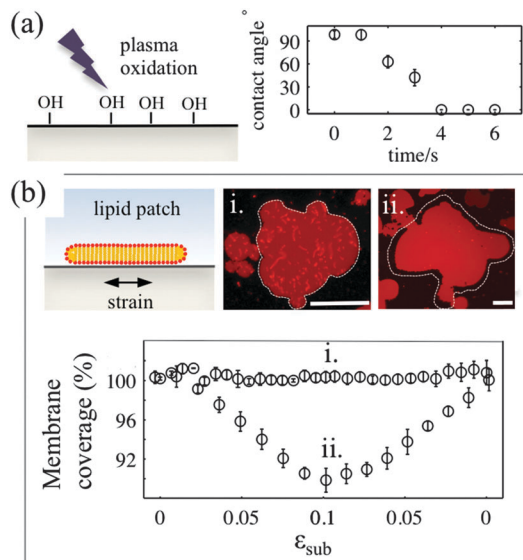 (a)
plasma
oxidation
OH OH OH OH
contact angle °
90
60
30
0
0 2 4 6
time/s
(b)
lipid patch
strain
i.
ii.
Membrane
coverage (%)
100
96
92
i.
ii.
0 0.05 0.1 0.05 0
εsub